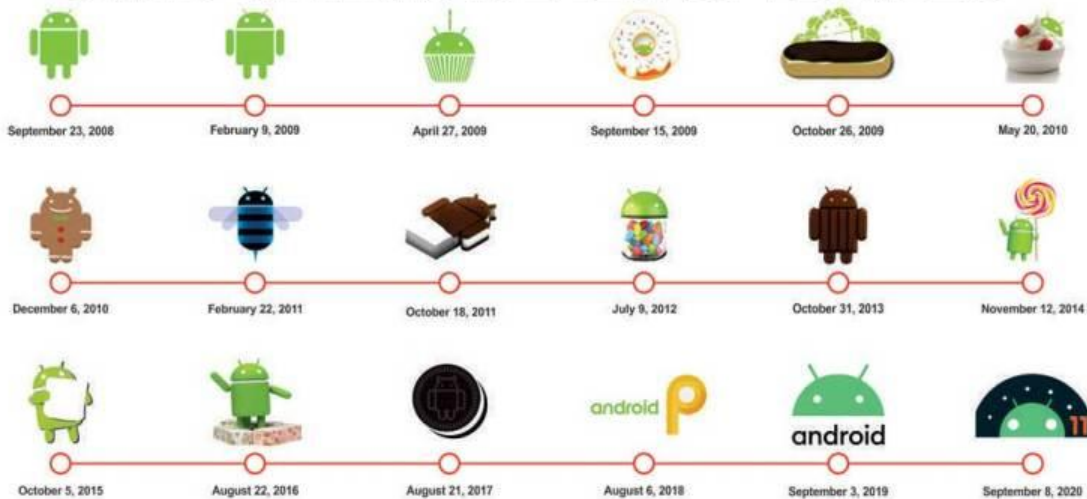 September 23, 2008
February 9, 2009
April 27, 2009
September 15, 2009
October 26, 2009
May 20, 2010
December 6, 2010
February 22, 2011
October 18, 2011
July 9, 2012
October 31, 2013
November 12, 2014
android P
android
11
October 5, 2015
August 22, 2016
August 21, 2017
August 6, 2018
September 3, 2019
September 8, 2020